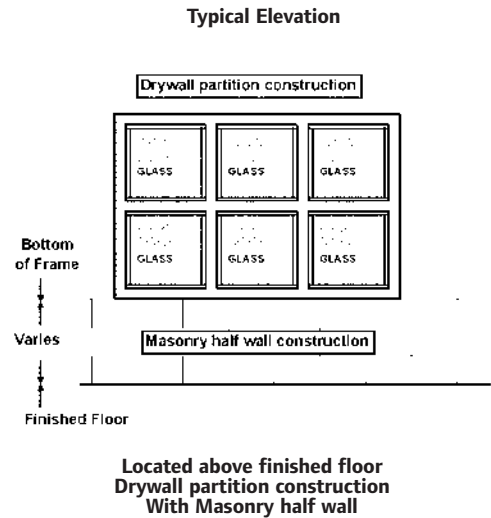 Typical Elevation
Drywall partition construction
GLASS GLASS GLASS
GLASS GLASS GLASS
Bottom
of Frame
Varies
Masonry half wall construction
Finished Floor
Located above finished floor
Drywall partition construction
With Masonry half wall